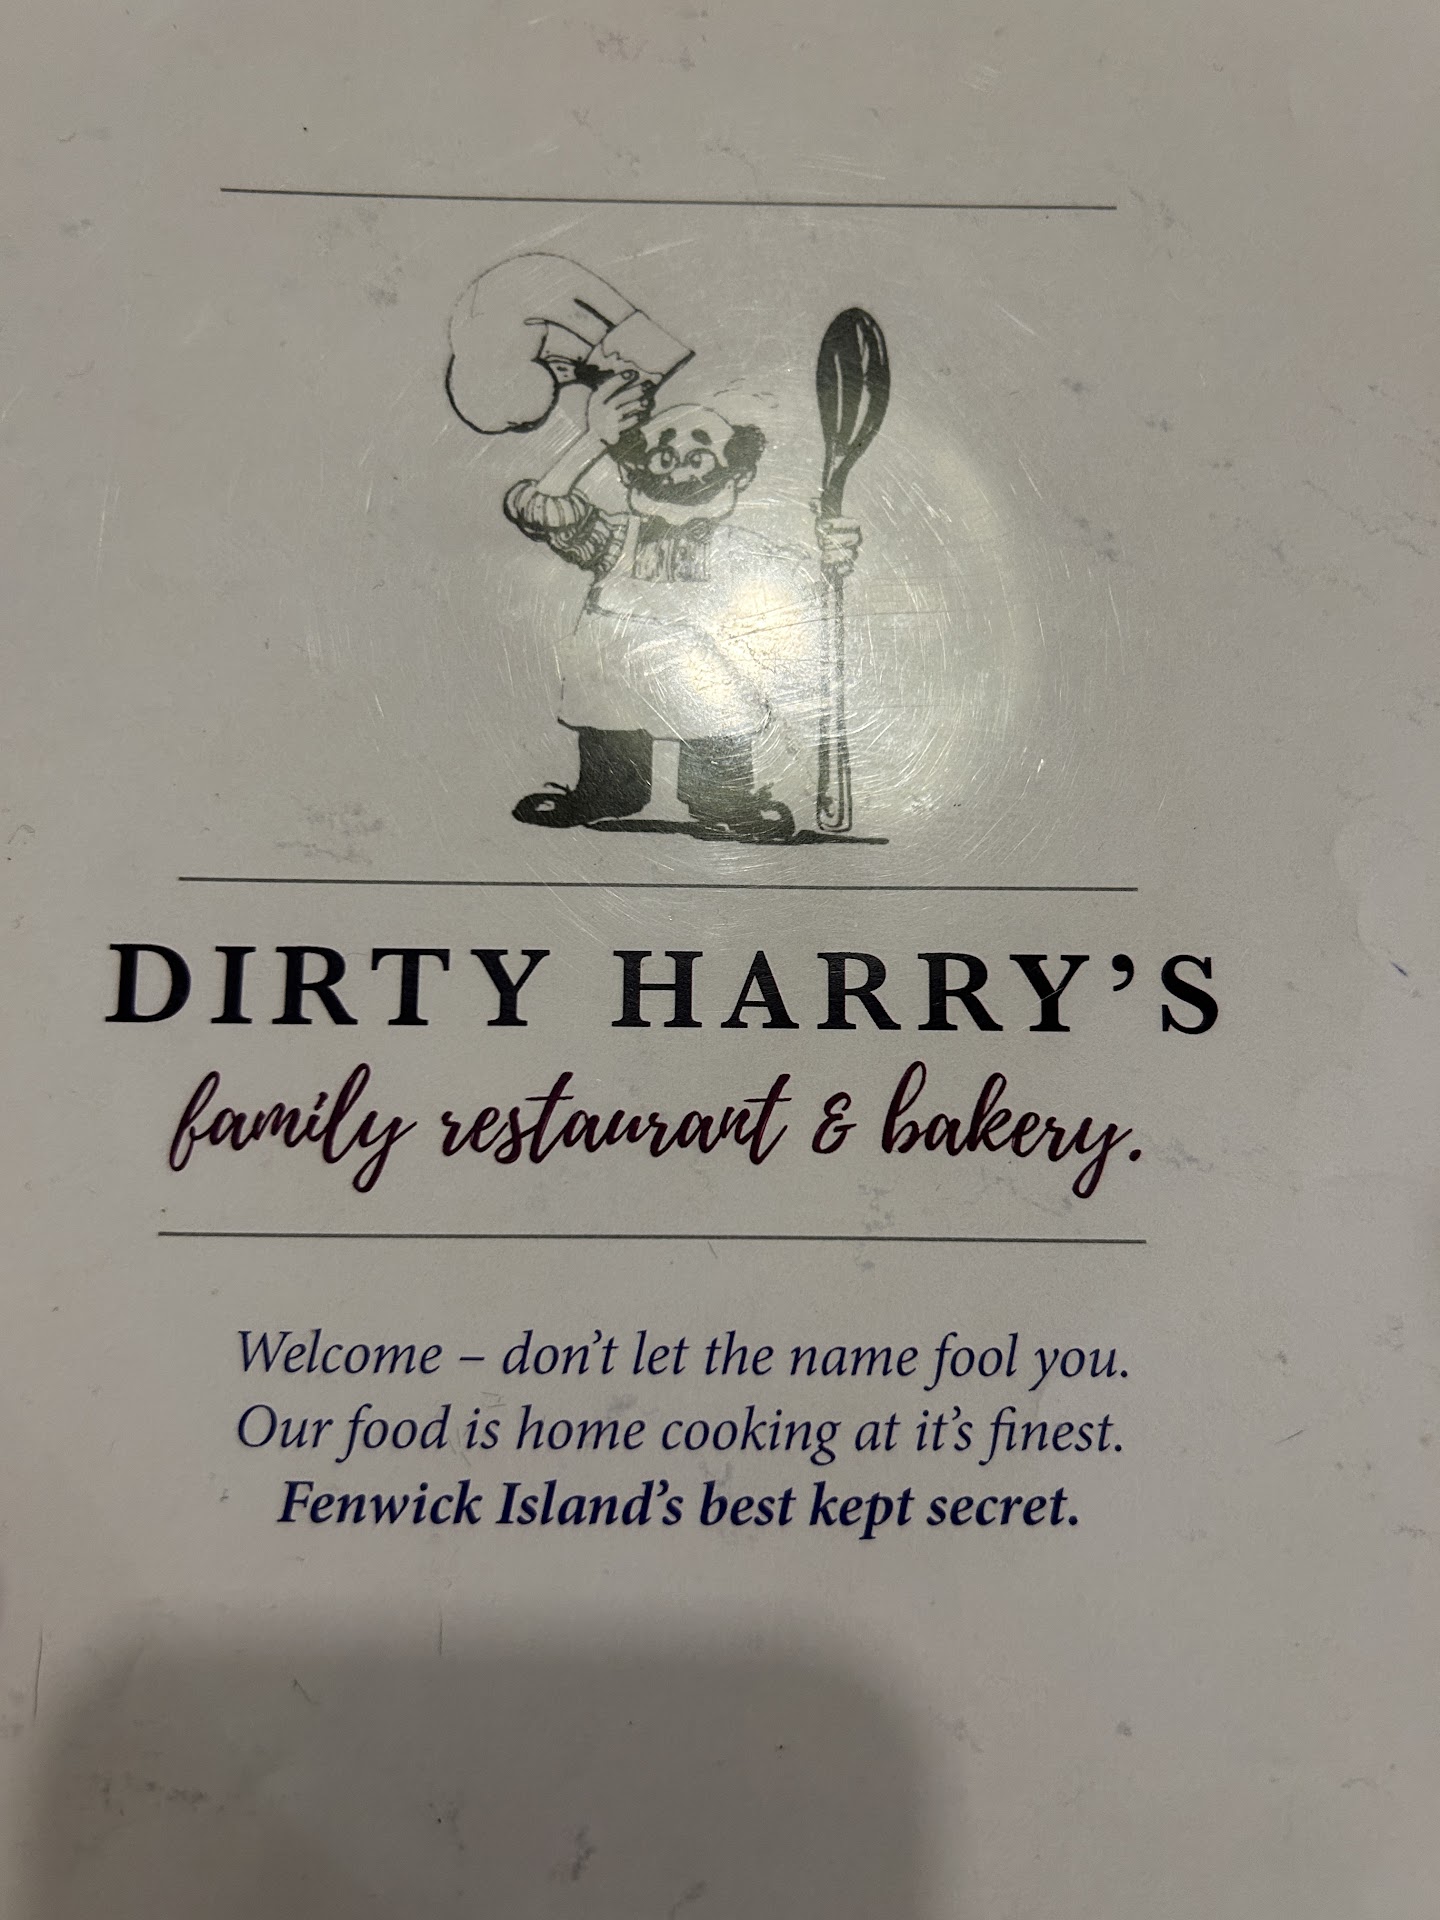 DIRTY HARRY’S
family restaurant & bakery.
Welcome – don’t let the name fool you.
Our food is home cooking at it’s finest.
Fenwick Island’s best kept secret.